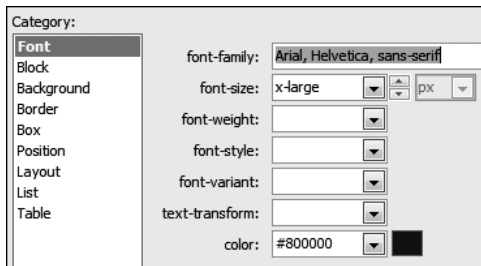 Category:
Font
Block
Background
Border
Box
Position
Layout
List
Table
font-family: Arial, Helvetica, sans-serif
font-size: x-large px
font-weight:
font-style:
font-variant:
text-transform:
color: #800000